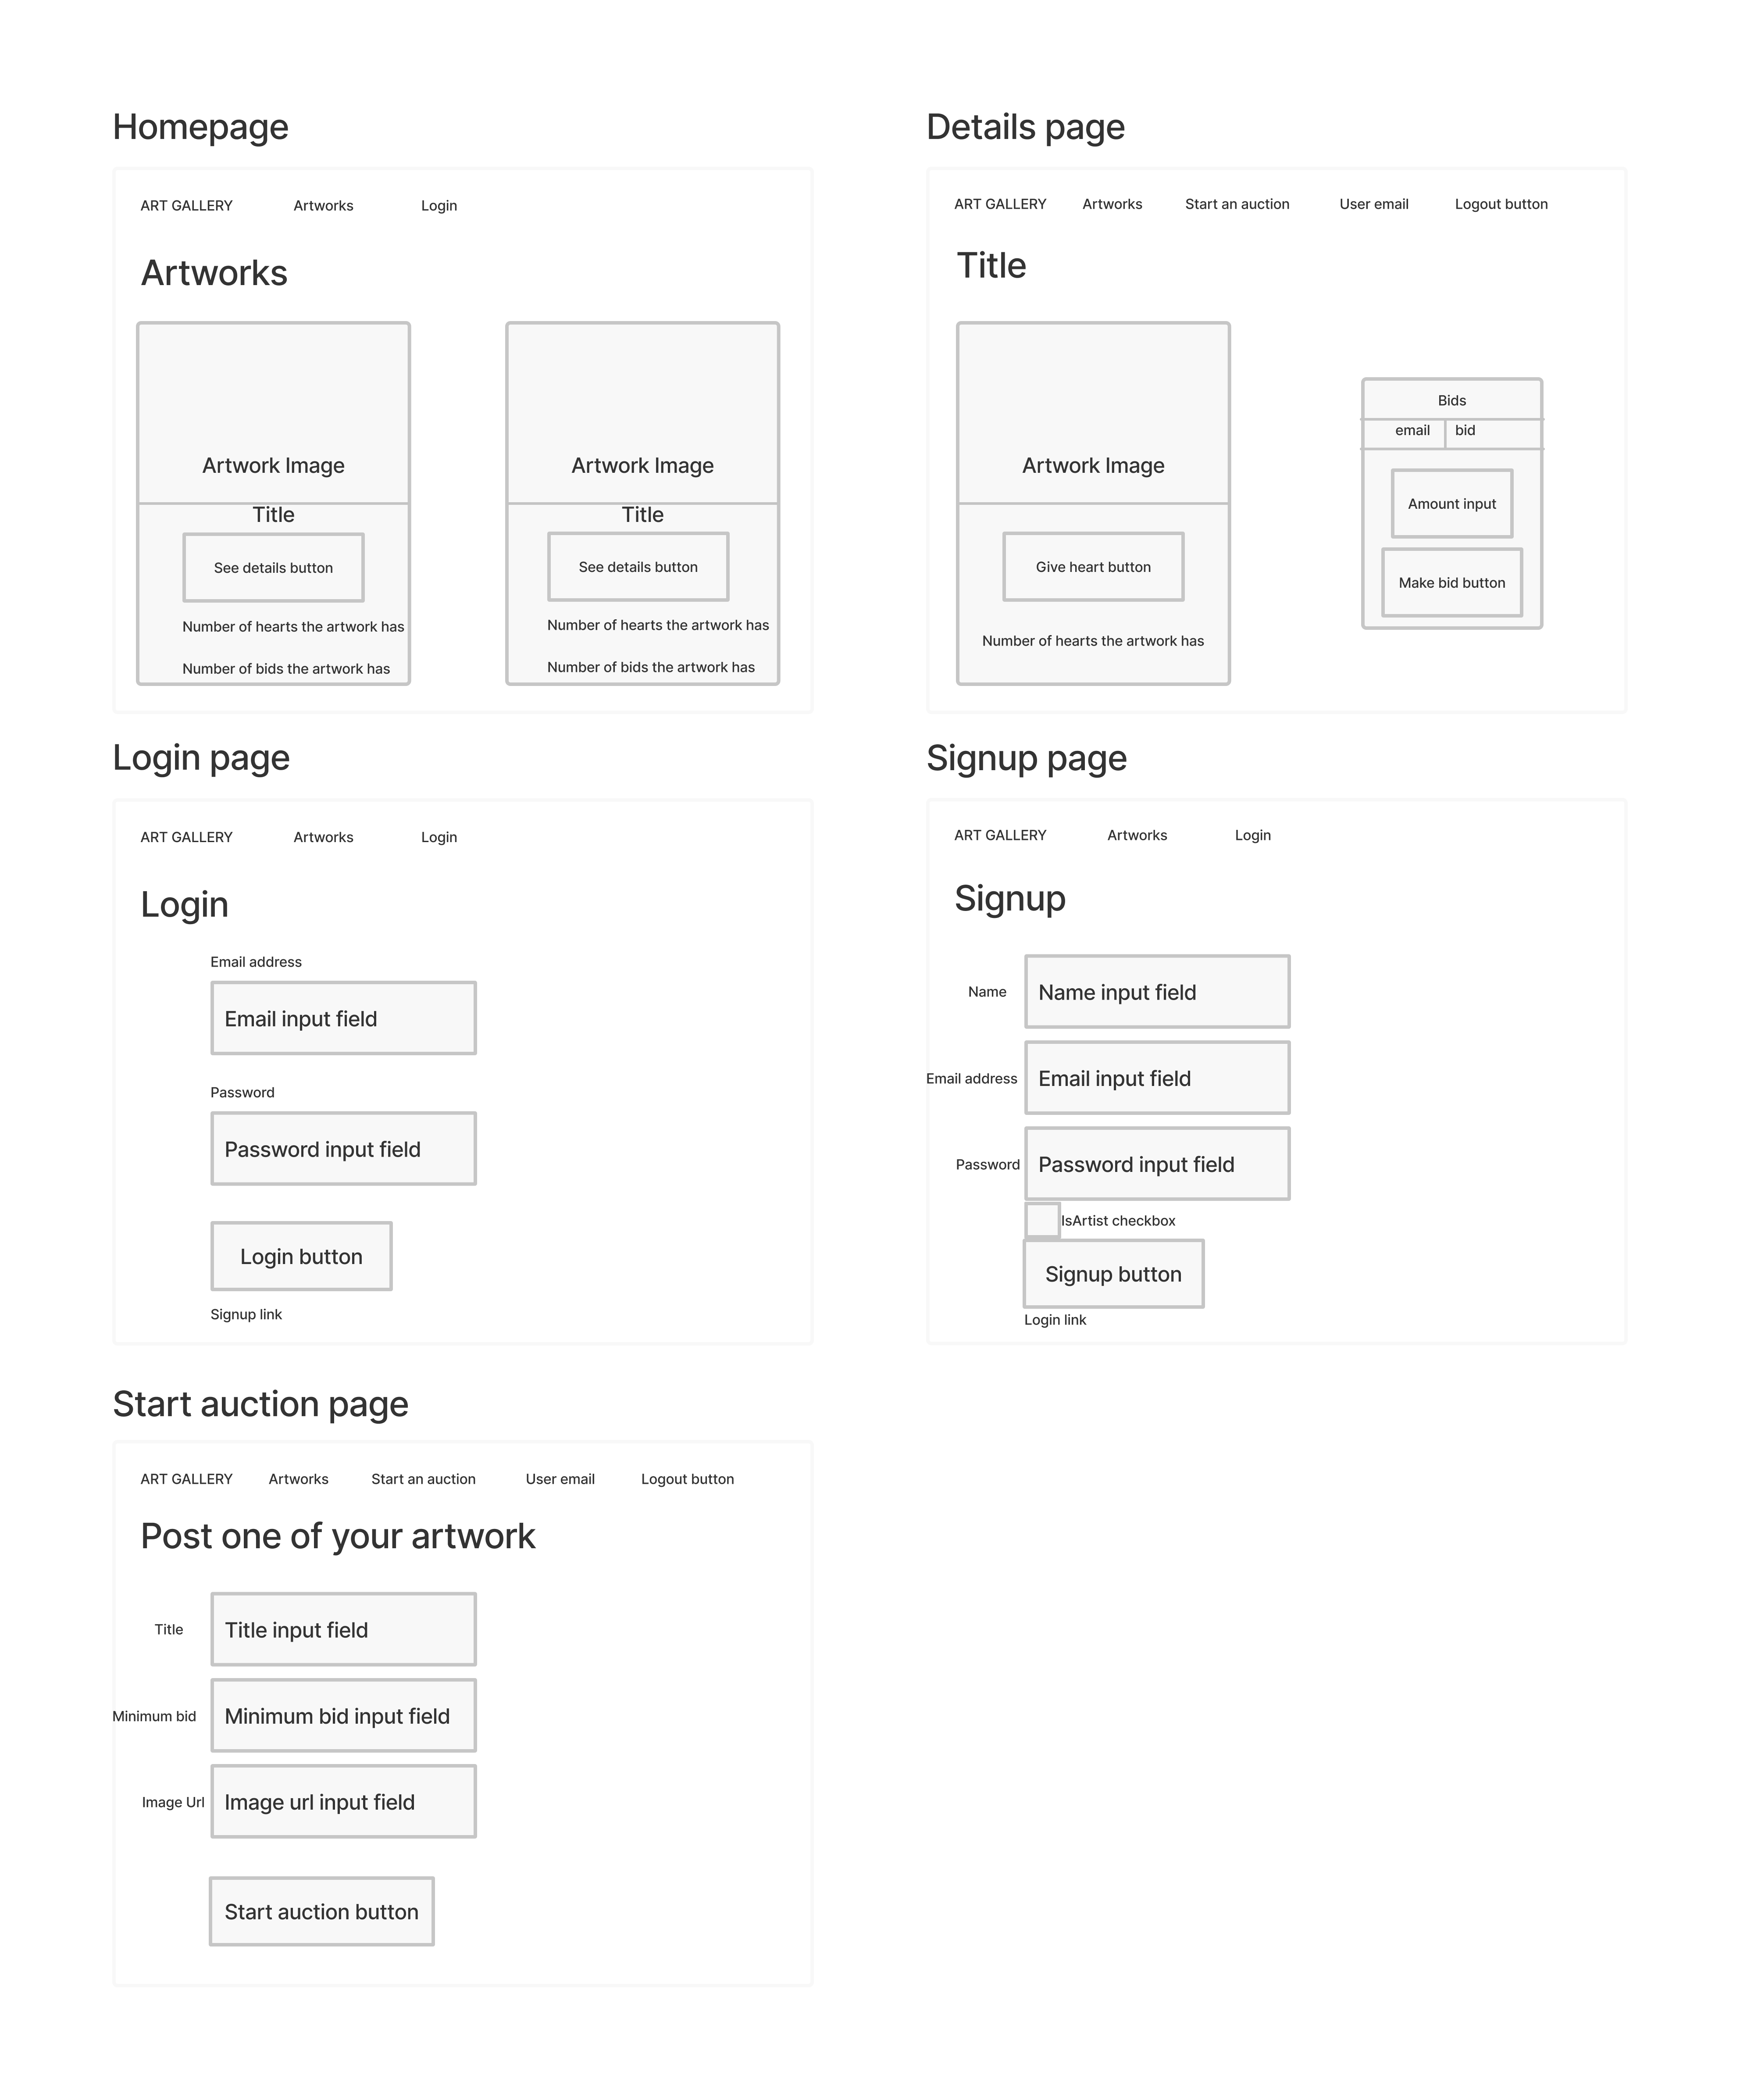 Homepage
ART GALLERY Artworks Login
Artworks
Artwork Image
Title
See details button
Number of hearts the artwork has
Number of bids the artwork has
Artwork Image
Title
See details button
Number of hearts the artwork has
Number of bids the artwork has
Details page
ART GALLERY Artworks Start an auction User email Logout button
Title
Artwork Image
Give heart button
Number of hearts the artwork has
Bids
email bid
Amount input
Make bid button
Login page
ART GALLERY Artworks Login
Login
Email address
Email input field
Password
Password input field
Login button
Signup link
Signup page
ART GALLERY Artworks Login
Signup
Name Name input field
Email address Email input field
Password Password input field
IsArtist checkbox
Signup button
Login link
Start auction page
ART GALLERY Artworks Start an auction User email Logout button
Post one of your artwork
Title Title input field
Minimum bid Minimum bid input field
Image Url Image url input field
Start auction button